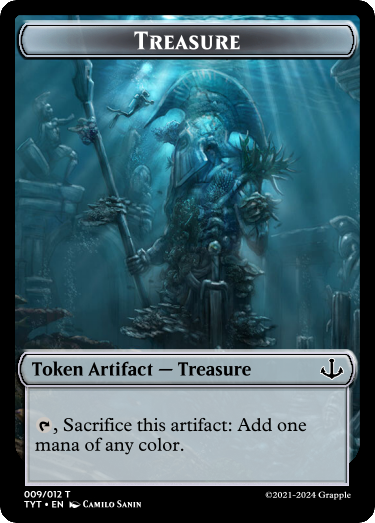 TREASURE
Token Artifact — Treasure
, Sacrifice this artifact: Add one
mana of any color.
009/012 T
TYT • EN CAMILO SANIN
©2021-2024 Grapple